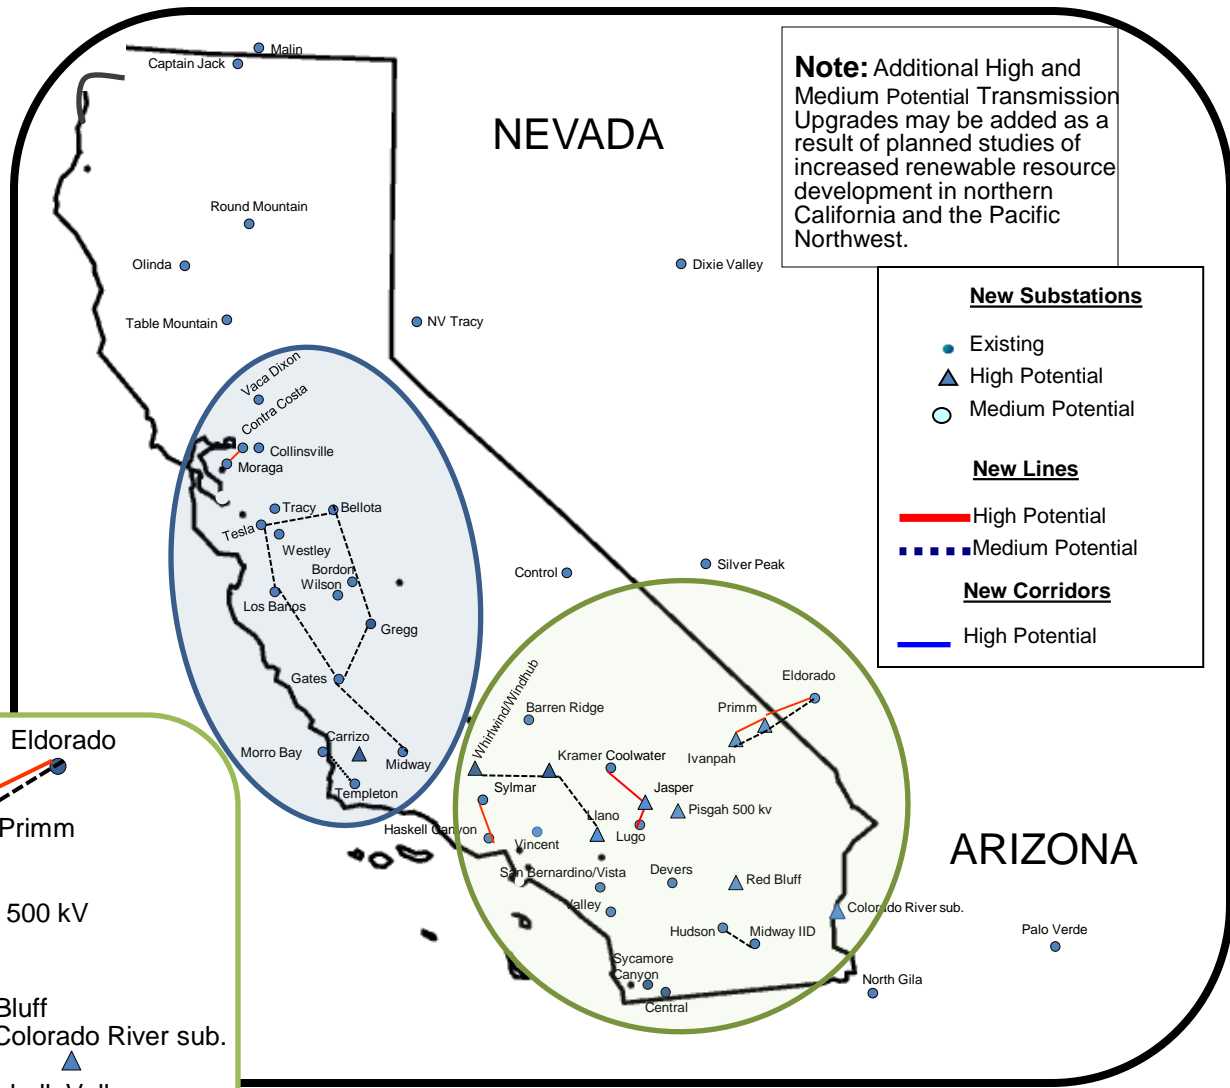 Malin
Captain Jack
NEVADA
Note: Additional High and
Medium Potential Transmission
Upgrades may be added as a
result of planned studies of
increased renewable resource
development in northern
California and the Pacific
Northwest.
Round Mountain
Olinda
Dixie Valley
Table Mountain
NV Tracy
New Substations
Existing
High Potential
Medium Potential
New Lines
High Potential
Medium Potential
New Corridors
High Potential
Vaca Dixon
Contra Costa
Collinsville
Moraga
Tracy
Bellota
Tesla
Westley
Bordon
Wilson
Los Banos
Gregg
Gates
Control
Silver Peak
Morro Bay
Carrizo
Midway
Templeton
Whirlwind/Windhub
Barren Ridge
Eldorado
Primm
Ivanpah
Kramer Coolwater
Sylmar
Jasper
Pisgah 500 kv
Llano
Lugo
Haskell Canyon
Vincent
San Bernardino/Vista
Devers
Red Bluff
Valley
Colorado River sub.
Hudson
Midway IID
Sycamore
Canyon
Central
North Gila
Palo Verde
ARIZONA
Eldorado
Primm
500 kV
Bluff
Colorado River sub.